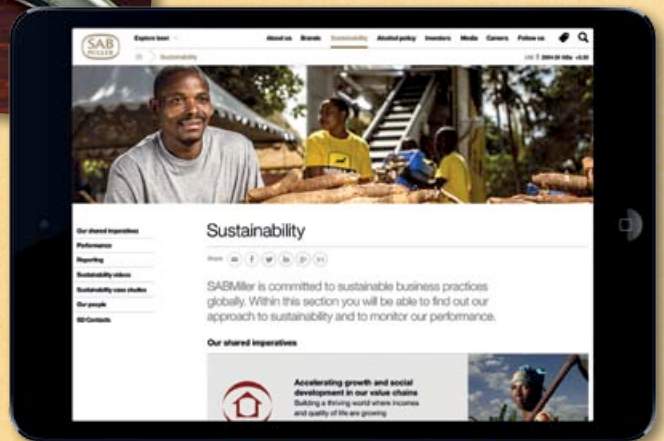 SAB
MILLER
Explore beer
About us Brands Sustainability Alcohol policy Investors Media Careers Follow us
Sustainability
Our shared imperatives
Performance
Reporting
Sustainability videos
Sustainability case studies
Our people
SD Contacts
Sustainability
Share
SABMiller is committed to sustainable business practices
globally. Within this section you will be able to find out our
approach to sustainability and to monitor our performance.
Our shared imperatives
Accelerating growth and social
development in our value chains
Building a thriving world where incomes
and quality of life are growing